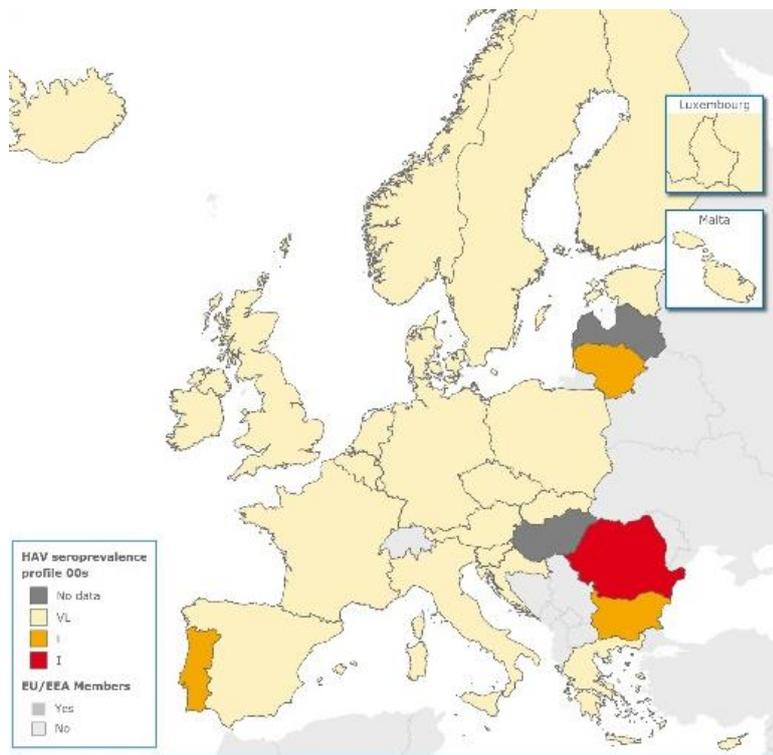 Luxembourg
Malta
HAV seroprevalence
profile 00s
No data
VL
I
EU/EEA Members
Yes
No